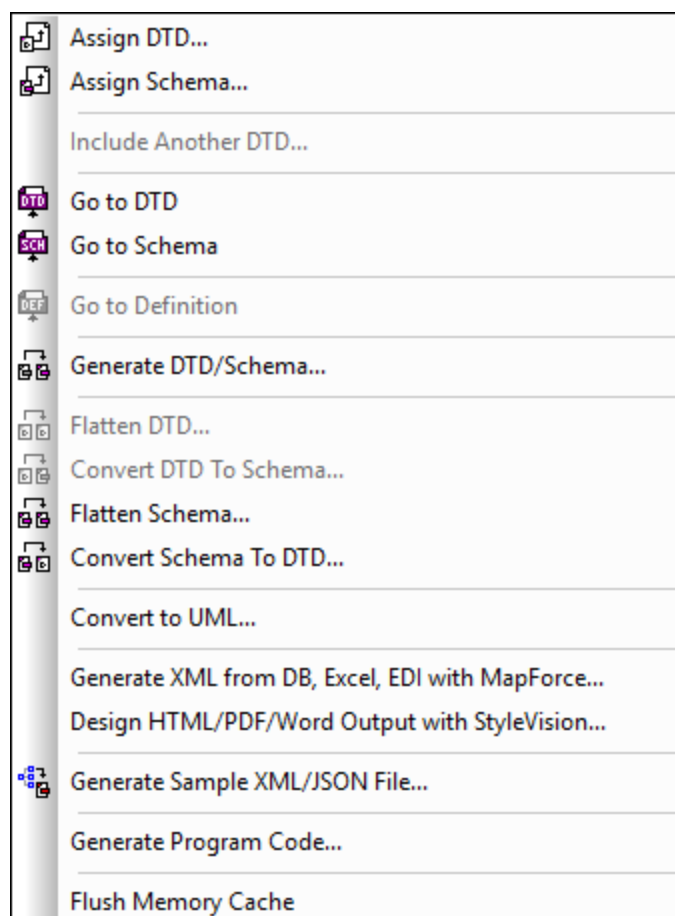 Assign DTD...
Assign Schema...
Include Another DTD...
DTD Go to DTD
SCH Go to Schema
DEF Go to Definition
Generate DTD/Schema...
Flatten DTD...
Convert DTD To Schema...
Flatten Schema...
Convert Schema To DTD...
Convert to UML...
Generate XML from DB, Excel, EDI with MapForce...
Design HTML/PDF/Word Output with StyleVision...
Generate Sample XML/JSON File...
Generate Program Code...
Flush Memory Cache